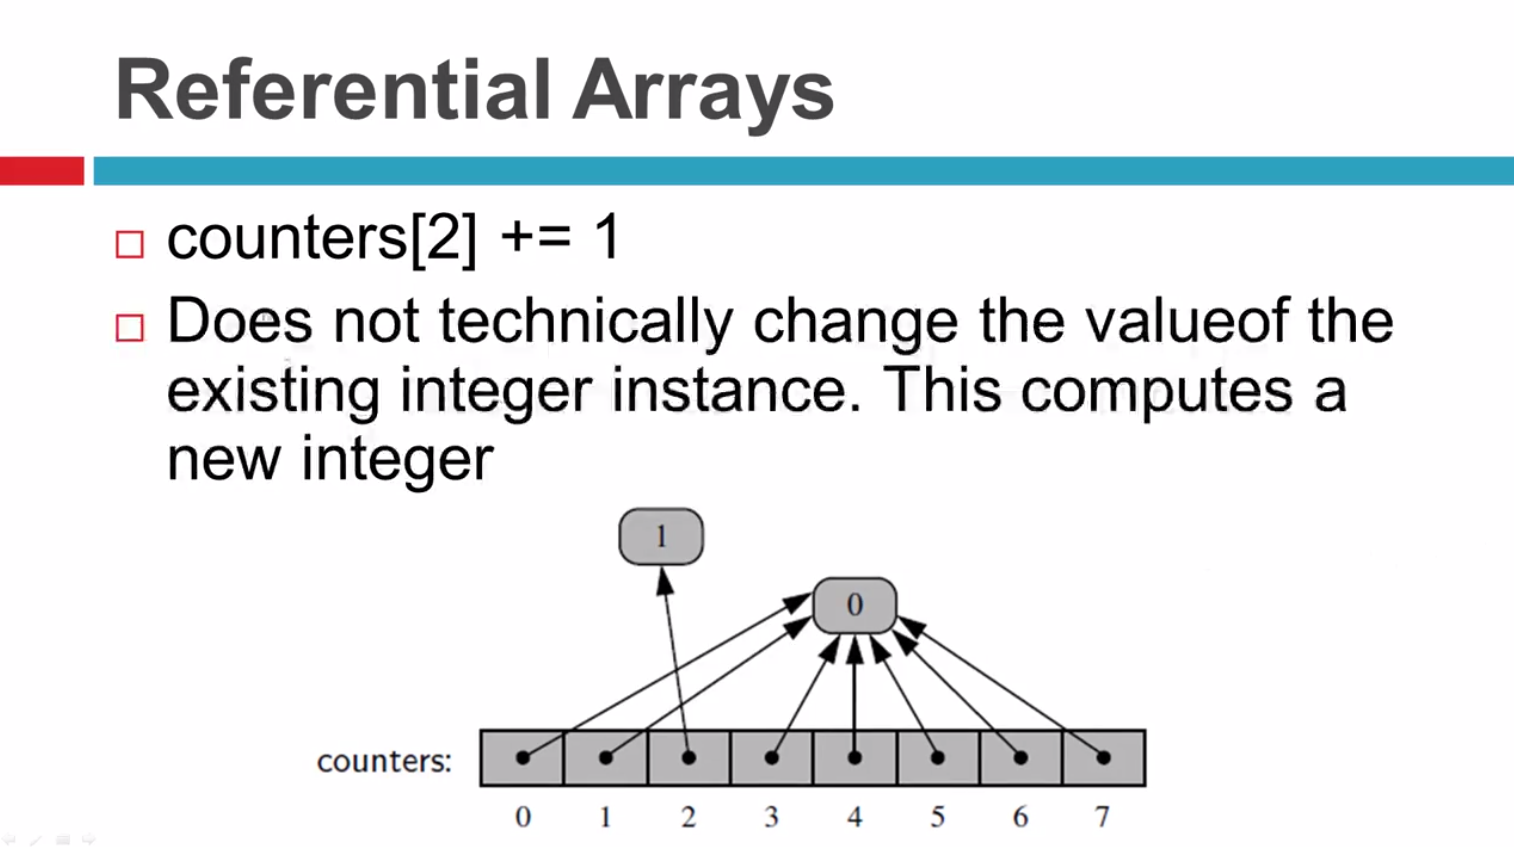 Referential Arrays
counters[2] += 1
Does not technically change the valueof the
existing integer instance. This computes a
new integer
1
0
counters:
0 1 2 3 4 5 6 7